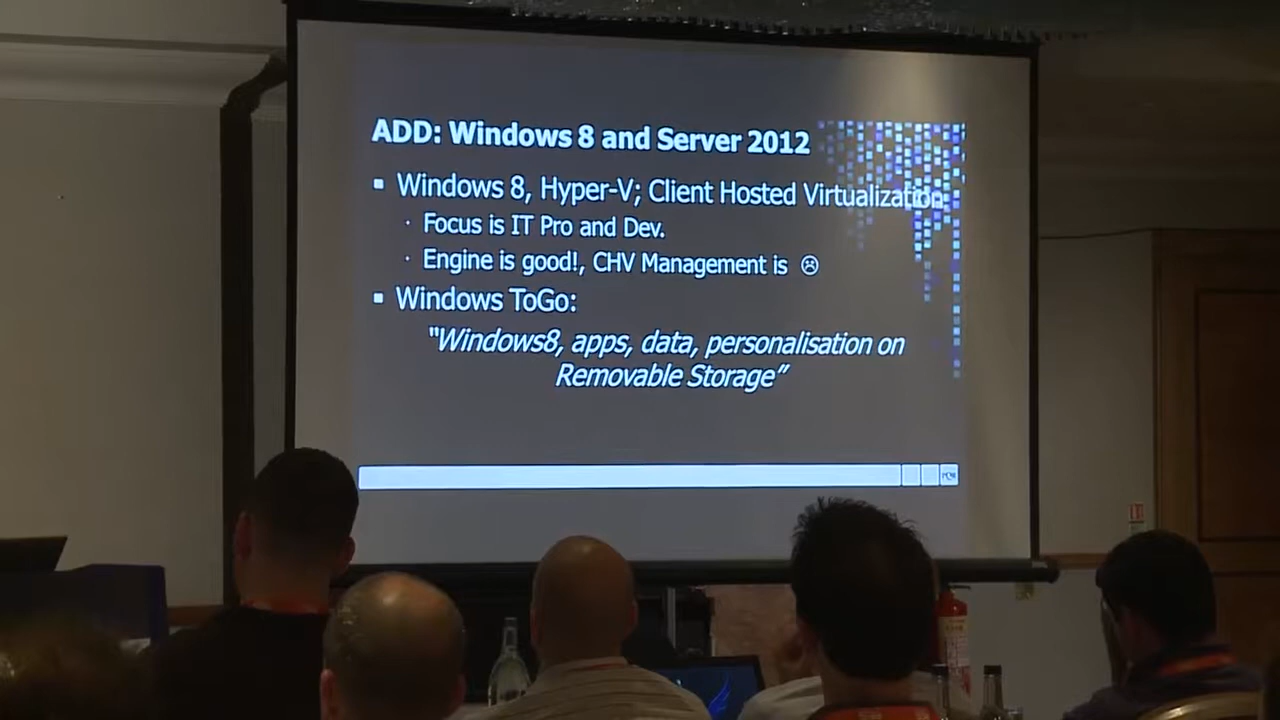 ADD: Windows 8 and Server 2012
▪ Windows 8, Hyper-V; Client Hosted Virtualization
· Focus is IT Pro and Dev.
· Engine is good!, CHV Management is ☹
▪ Windows ToGo:
“Windows8, apps, data, personalisation on
Removable Storage”